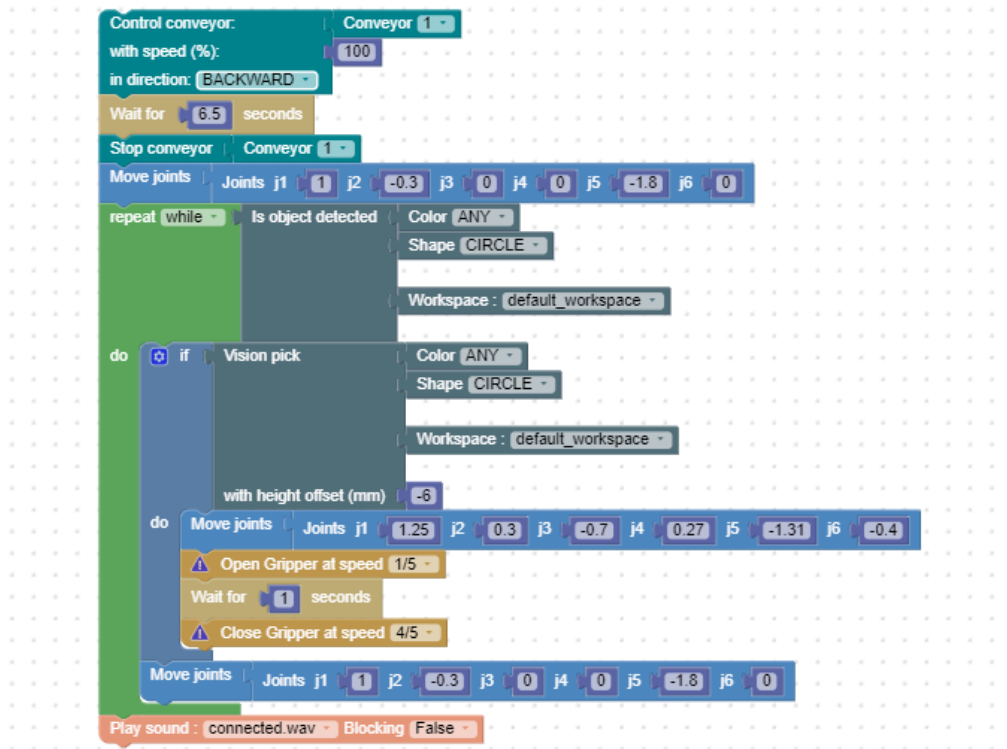 Control conveyor: Conveyor 1
with speed (%): 100
in direction: BACKWARD
Wait for 6.5 seconds
Stop conveyor Conveyor 1
Move joints Joints j1 1 j2 -0.3 j3 0 j4 0 j5 -1.8 j6 0
repeat while Is object detected Color ANY
Shape CIRCLE
Workspace : default_workspace
do if Vision pick Color ANY
Shape CIRCLE
Workspace : default_workspace
with height offset (mm) -6
do Move joints Joints j1 1.25 j2 0.3 j3 -0.7 j4 0.27 j5 -1.31 j6 -0.4
Open Gripper at speed 1/5
Wait for 1 seconds
Close Gripper at speed 4/5
Move joints Joints j1 1 j2 -0.3 j3 0 j4 0 j5 -1.8 j6 0
Play sound : connected.wav Blocking False